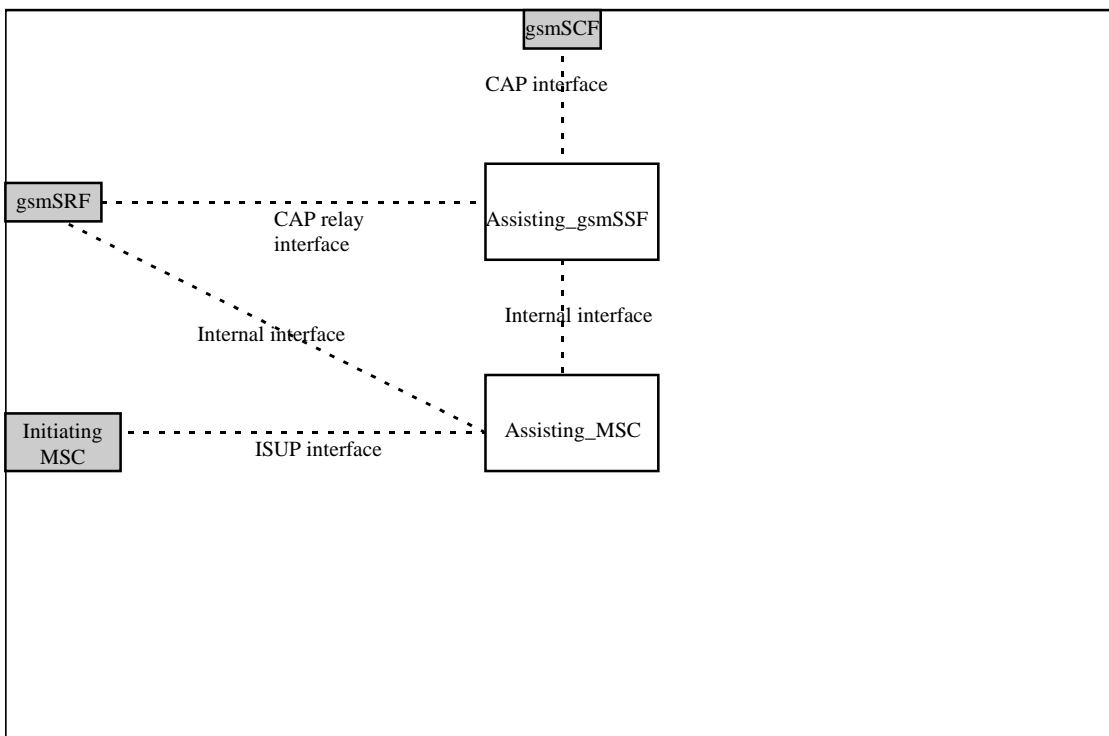 gsmSCF
CAP interface
gsmSRF
Assisting_gsmSSF
CAP relay
interface
Internal interface
Internal interface
Initiating
MSC
Assisting_MSC
ISUP interface